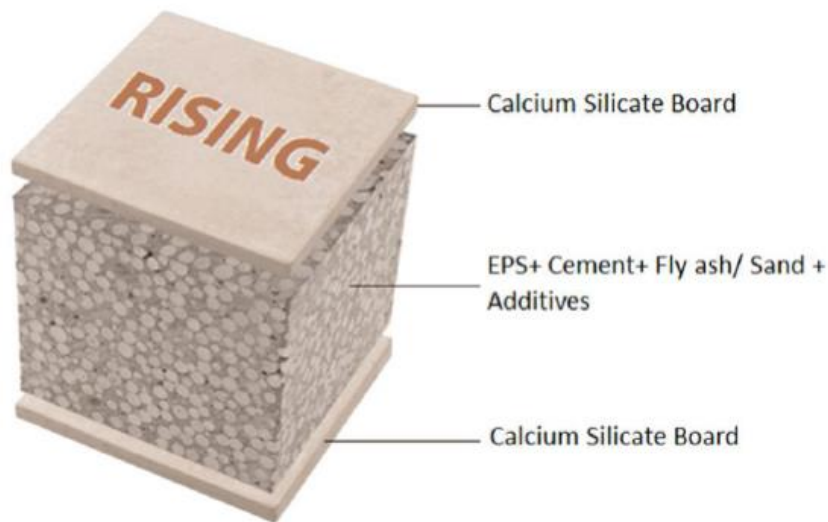 RISING
Calcium Silicate Board
EPS+ Cement+ Fly ash/ Sand +
Additives
Calcium Silicate Board